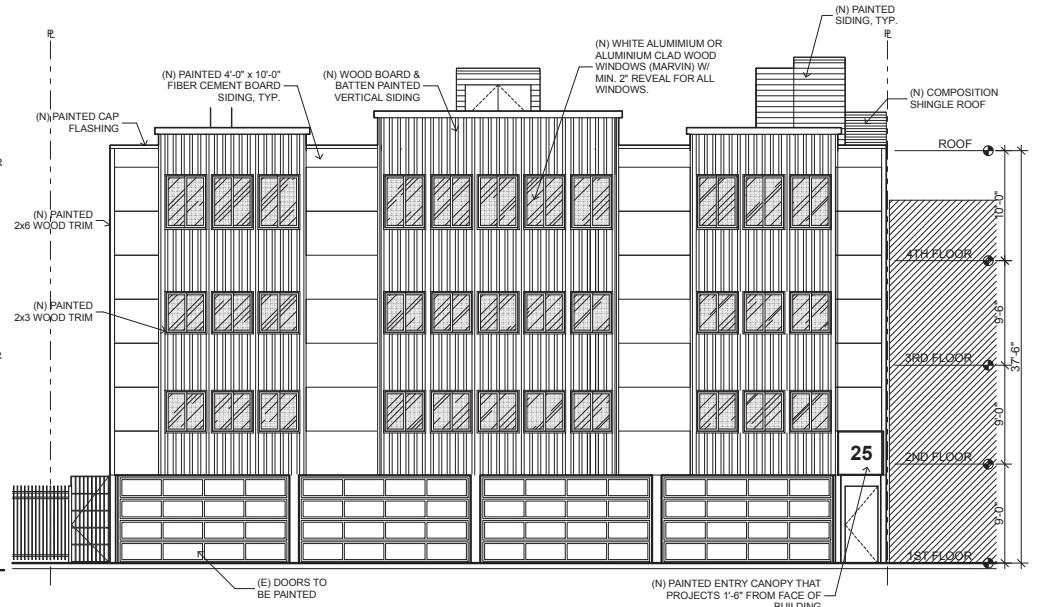 (N) PAINTED
SIDING, TYP.
(N) WHITE ALUMIMIUM OR
ALUMINIUM CLAD WOOD
WINDOWS (MARVIN) W/
MIN. 2" REVEAL FOR ALL
WINDOWS.
(N) PAINTED 4'-0" x 10'-0"
FIBER CEMENT BOARD
SIDING, TYP.
(N) WOOD BOARD &
BATTEN PAINTED
VERTICAL SIDING
(N) COMPOSITION
SHINGLE ROOF
(N) PAINTED CAP
FLASHING
ROOF
(N) PAINTED
2x6 WOOD TRIM
10'-0"
4TH FLOOR
(N) PAINTED
2x3 WOOD TRIM
9'-6"
3RD FLOOR
37'-6"
9'-0"
25
2ND FLOOR
9'-0"
1ST FLOOR
(E) DOORS TO
BE PAINTED
(N) PAINTED ENTRY CANOPY THAT
PROJECTS 1'-6" FROM FACE OF
BUILDING